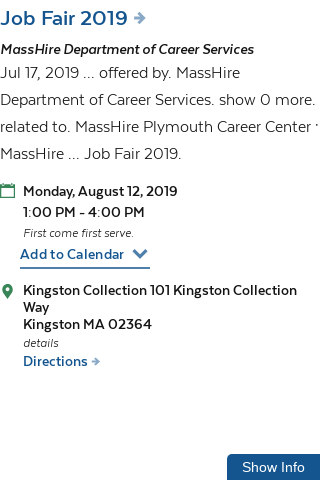 Job Fair 2019
MassHire Department of Career Services
Jul 17, 2019 ... offered by. MassHire
Department of Career Services. show 0 more.
related to. MassHire Plymouth Career Center ·
MassHire ... Job Fair 2019.
Monday, August 12, 2019
1:00 PM - 4:00 PM
First come first serve.
Add to Calendar
Kingston Collection 101 Kingston Collection
Way
Kingston MA 02364
details
Directions
Show Info